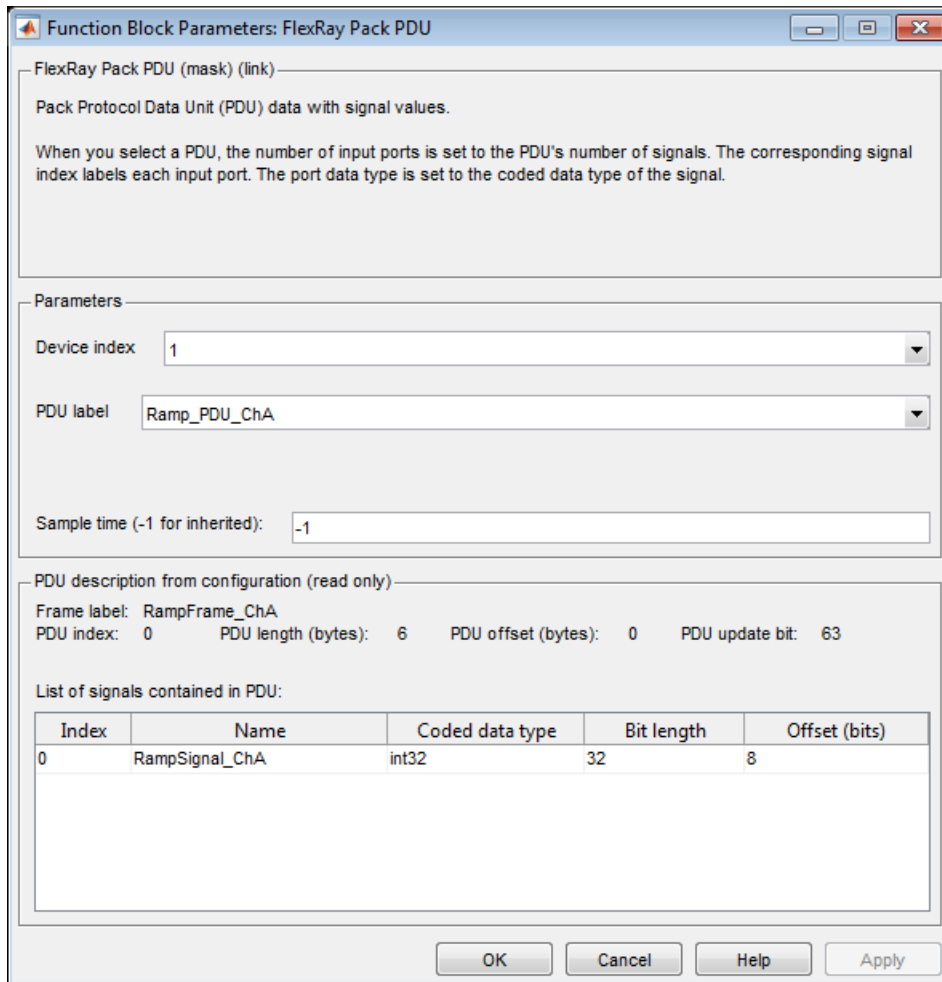 Function Block Parameters: FlexRay Pack PDU
FlexRay Pack PDU (mask) (link)
Pack Protocol Data Unit (PDU) data with signal values.
When you select a PDU, the number of input ports is set to the PDU's number of signals. The corresponding signal
index labels each input port. The port data type is set to the coded data type of the signal.
Parameters
Device index 1
PDU label Ramp_PDU_ChA
Sample time (-1 for inherited): -1
PDU description from configuration (read only)
Frame label: RampFrame_ChA
PDU index: 0 PDU length (bytes): 6 PDU offset (bytes): 0 PDU update bit: 63
List of signals contained in PDU:
Index Name Coded data type Bit length Offset (bits)
0 RampSignal_ChA int32 32 8
OK Cancel Help Apply